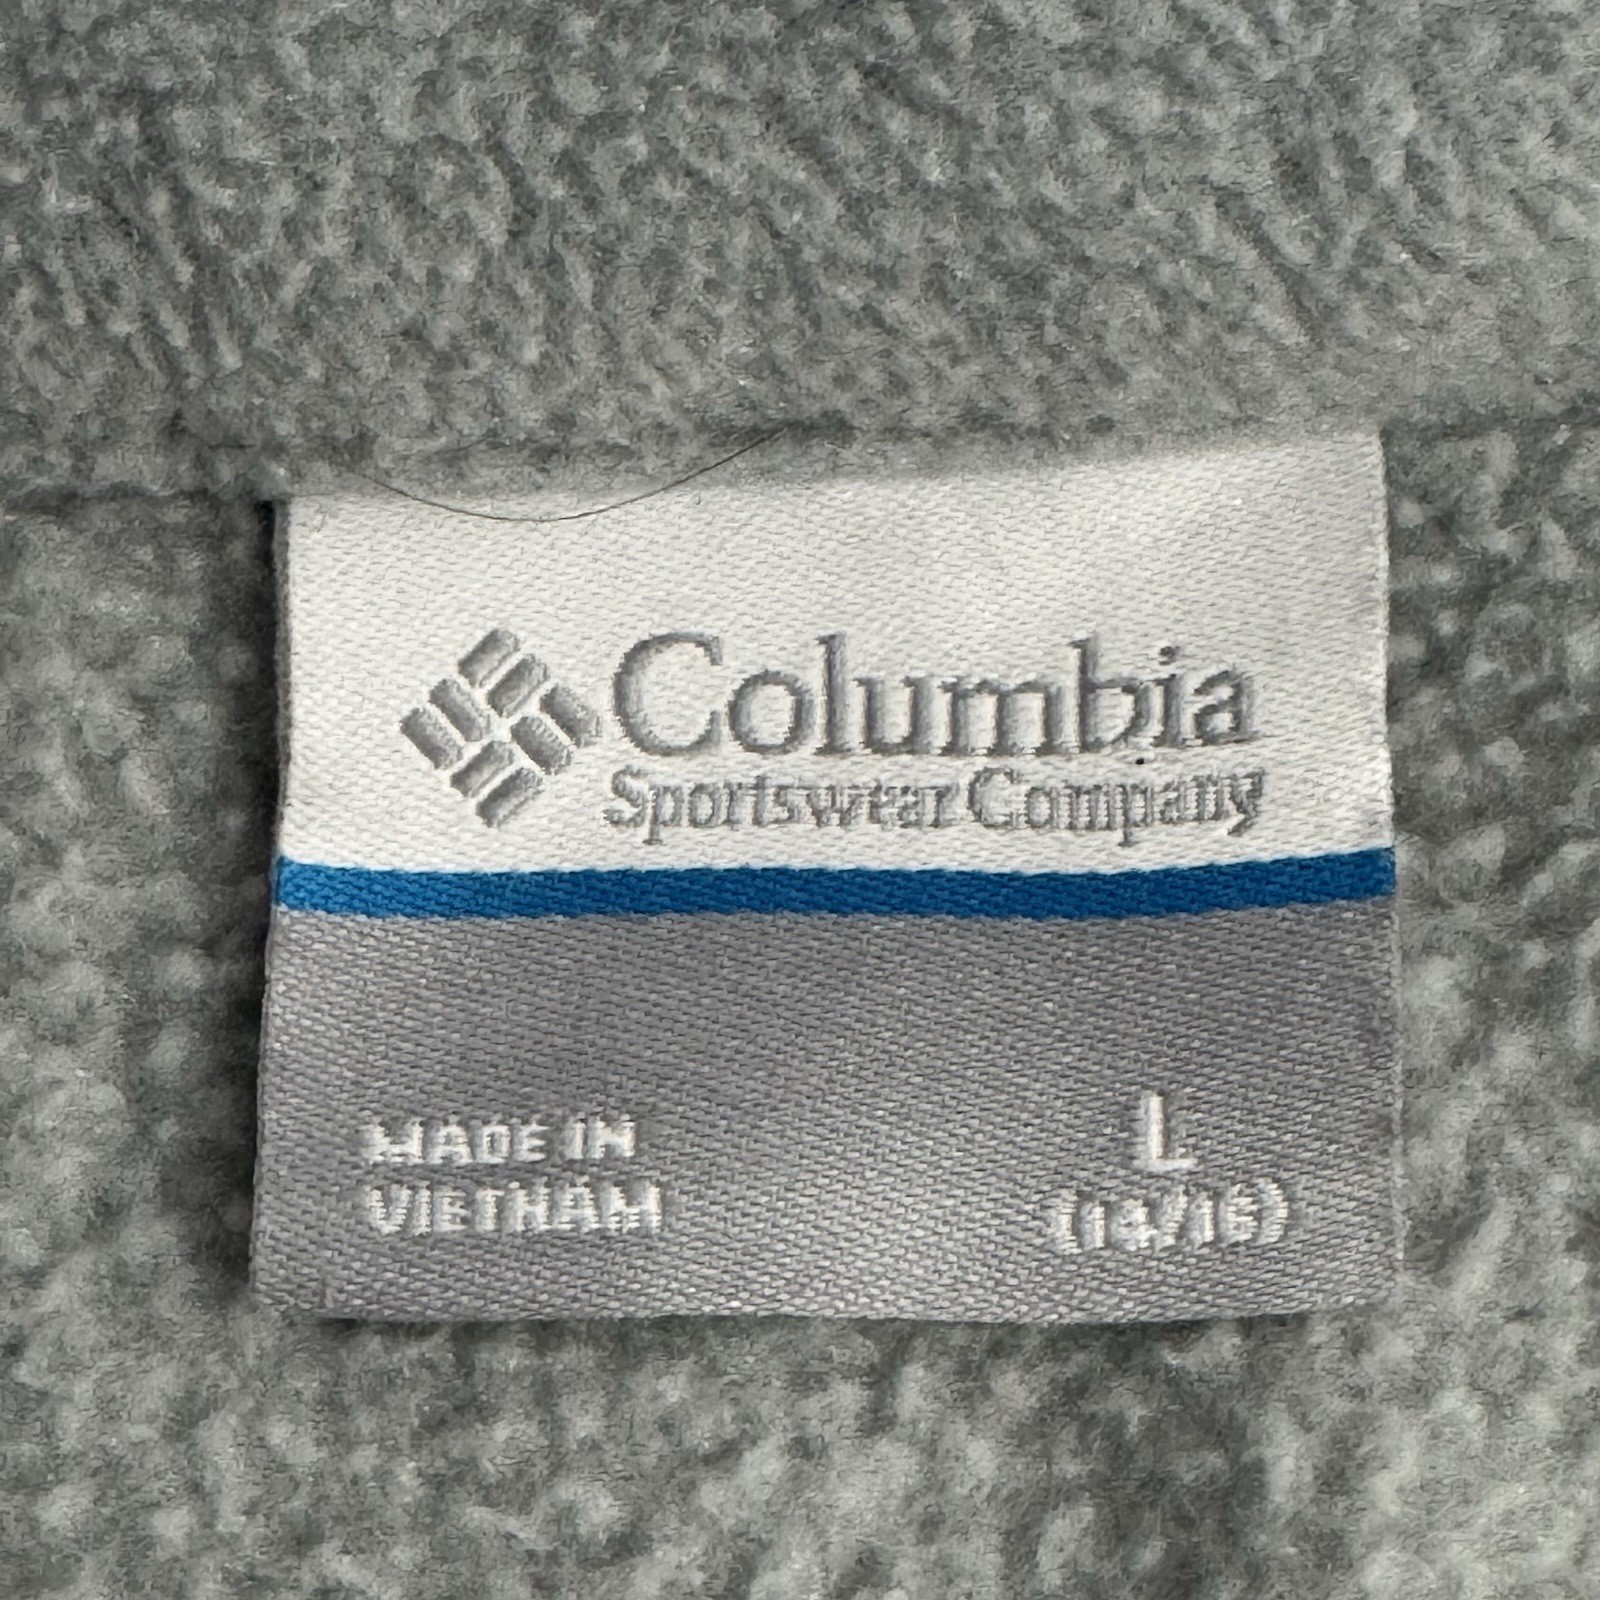 Columbia
Sportswear Company
MADE IN
VIETNAM
L
(14/16)